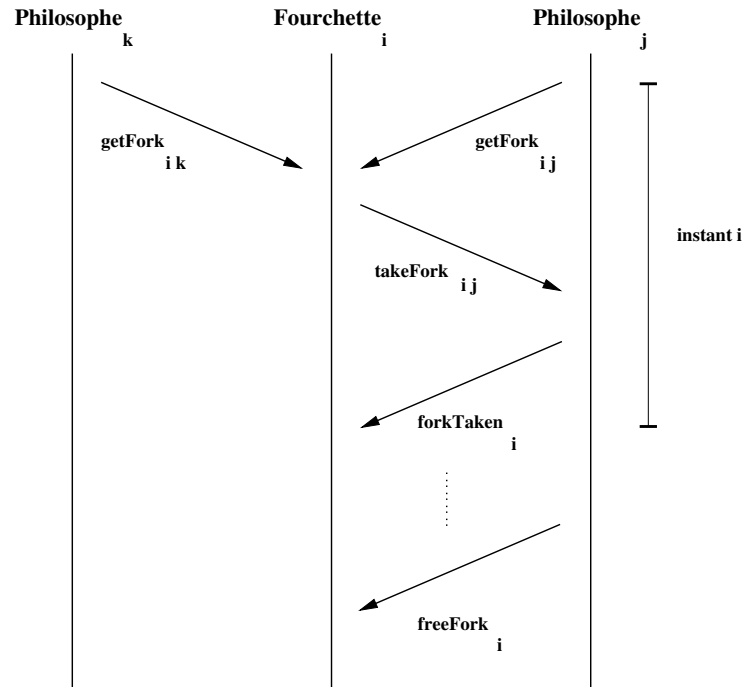 Philosophe k
Fourchette i
Philosophe j
getFork i k
getFork i j
instant i
takeFork i j
forkTaken i
freeFork i